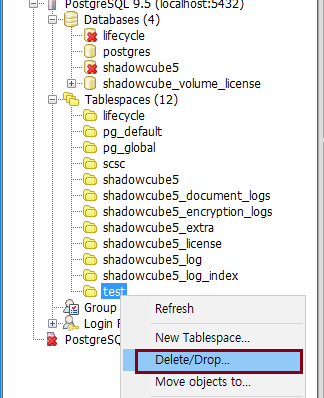 PostgreSQL 9.5 (localhost:5432)
Databases (4)
lifecycle
postgres
shadowcube5
shadowcube_volume_license
Tablespaces (12)
lifecycle
pg_default
pg_global
scsc
shadowcube5
shadowcube5_document_logs
shadowcube5_encryption_logs
shadowcube5_extra
shadowcube5_license
shadowcube5_log
shadowcube5_log_index
test
Group
Login
PostgreSQL
Refresh
New Tablespace...
Delete/Drop...
Move objects to...